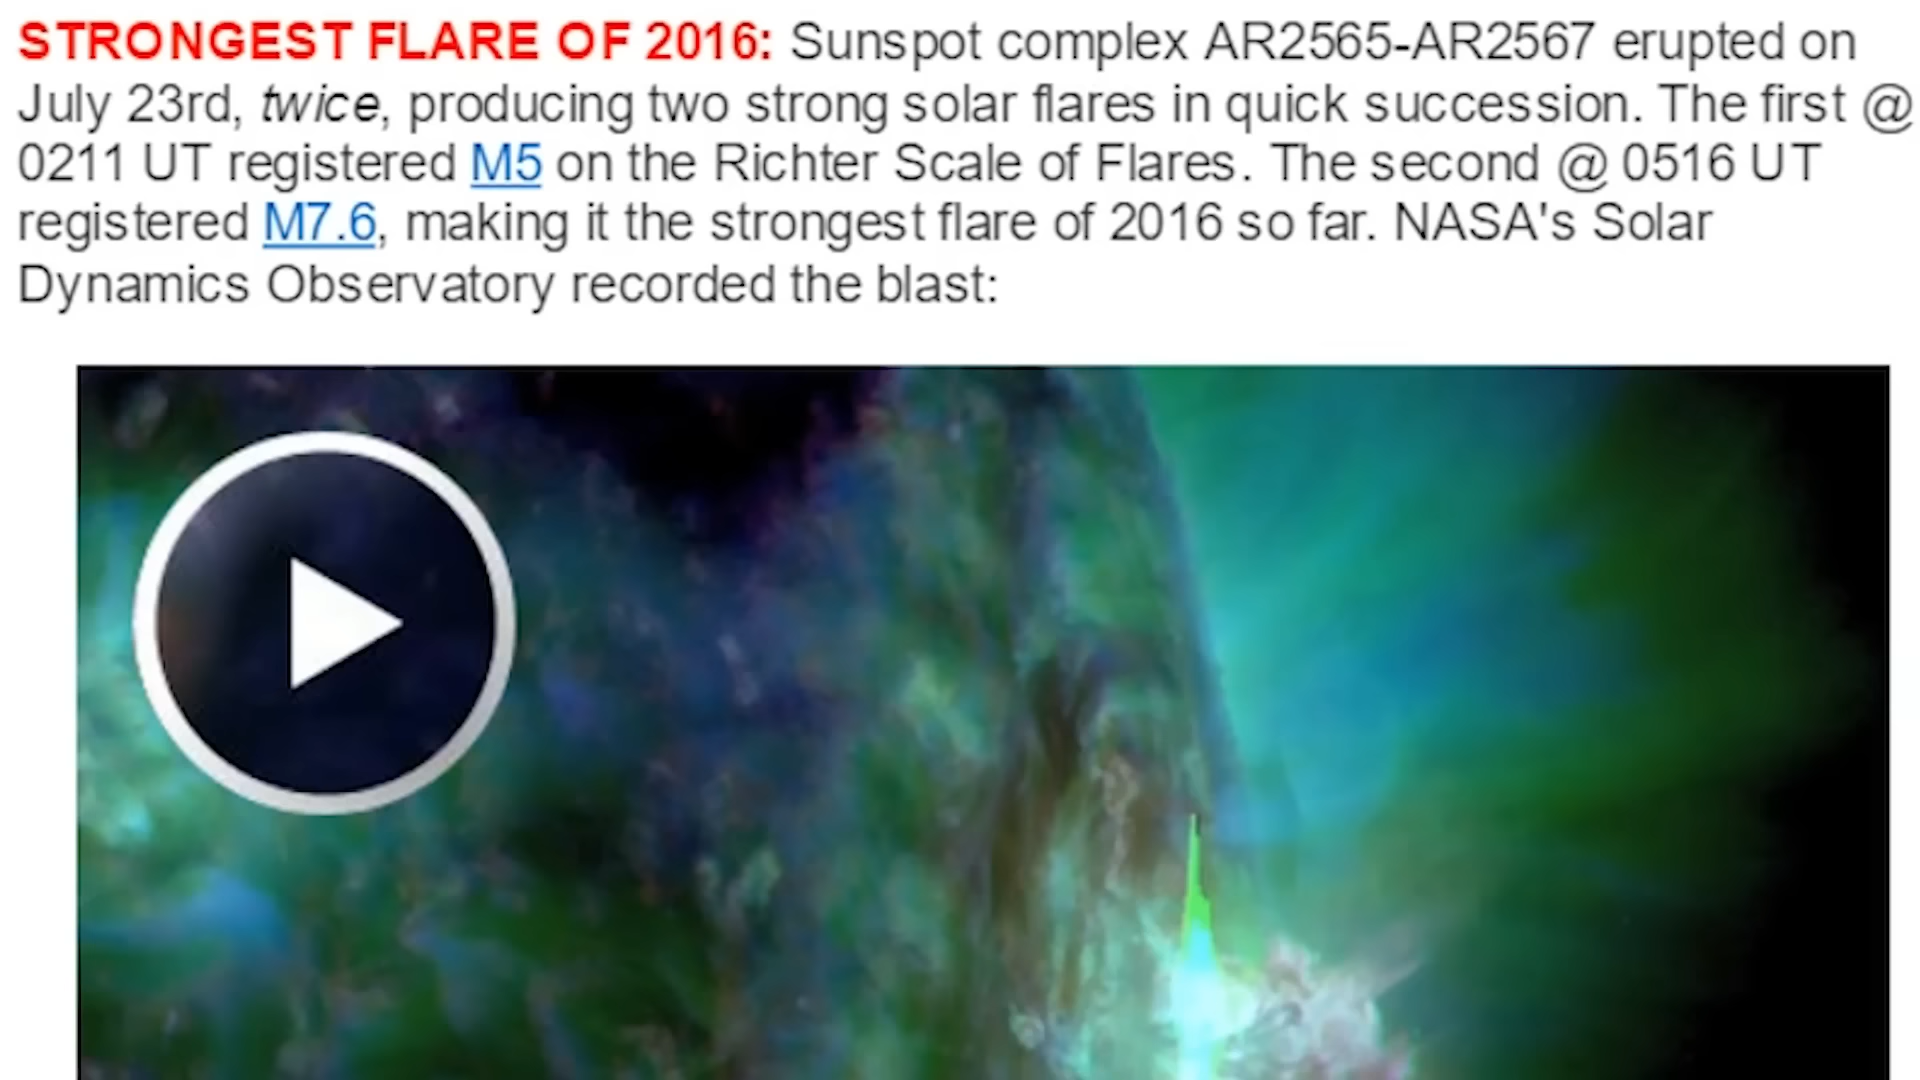 STRONGEST FLARE OF 2016: Sunspot complex AR2565-AR2567 erupted on
July 23rd, twice, producing two strong solar flares in quick succession. The first @
0211 UT registered M5 on the Richter Scale of Flares. The second @ 0516 UT
registered M7.6, making it the strongest flare of 2016 so far. NASA's Solar
Dynamics Observatory recorded the blast: